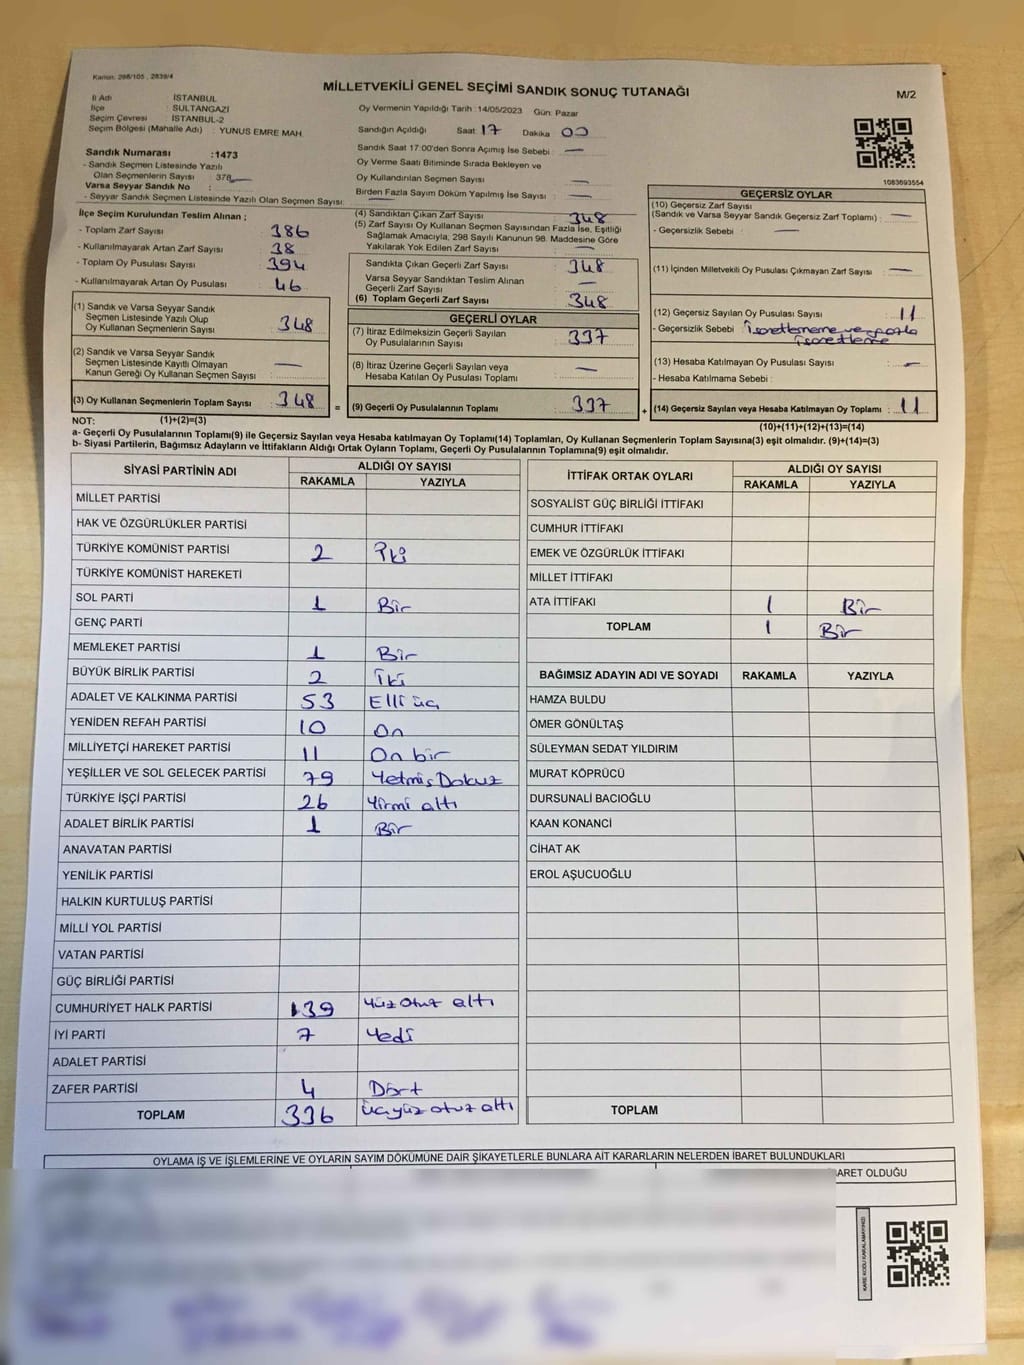 Kanun: 298/105 , 2839/4
MİLLETVEKİLİ GENEL SEÇİMİ SANDIK SONUÇ TUTANAĞI
M/2
İl Adı : İSTANBUL
İlçe : SULTANGAZİ
Seçim Çevresi : İSTANBUL-2
Seçim Bölgesi (Mahalle Adı) : YUNUS EMRE MAH.
Oy Vermenin Yapıldığı Tarih : 14/05/2023 Gün: Pazar
Sandığın Açıldığı Saat 17 Dakika 00
Sandık Saat 17:00'den Sonra Açımış İse Sebebi : —
Oy Verme Saati Bitiminde Sırada Bekleyen ve
Oy Kullandırılan Seçmen Sayısı : —
Birden Fazla Sayım Döküm Yapılmış İse Sayısı : —
Sandık Numarası :1473
- Sandık Seçmen Listesinde Yazılı
Olan Seçmenlerin Sayısı : 378
Varsa Seyyar Sandık No :
- Seyyar Sandık Seçmen Listesinde Yazılı Olan Seçmen Sayısı: —
1083693554
İlçe Seçim Kurulundan Teslim Alınan ;
- Toplam Zarf Sayısı : 386
- Kullanılmayarak Artan Zarf Sayısı : 38
- Toplam Oy Pusulası Sayısı : 394
- Kullanılmayarak Artan Oy Pusulası : 46
(1) Sandık ve Varsa Seyyar Sandık
Seçmen Listesinde Yazılı Olup
Oy Kullanan Seçmenlerin Sayısı : 348
(2) Sandık ve Varsa Seyyar Sandık
Seçmen Listesinde Kayıtlı Olmayan
Kanun Gereği Oy Kullanan Seçmen Sayısı : —
(3) Oy Kullanan Seçmenlerin Toplam Sayısı : 348
(1)+(2)=(3)
(4) Sandıktan Çıkan Zarf Sayısı : 348
(5) Zarf Sayısı Oy Kullanan Seçmen Sayısından Fazla İse, Eşitliği
Sağlamak Amacıyla, 298 Sayılı Kanunun 98. Maddesine Göre
Yakılarak Yok Edilen Zarf Sayısı : —
Sandıkta Çıkan Geçerli Zarf Sayısı : 348
Varsa Seyyar Sandıktan Teslim Alınan
Geçerli Zarf Sayısı : —
(6) Toplam Geçerli Zarf Sayısı : 348
GEÇERLİ OYLAR
(7) İtiraz Edilmeksizin Geçerli Sayılan
Oy Pusulalarının Sayısı : 337
(8) İtiraz Üzerine Geçerli Sayılan veya
Hesaba Katılan Oy Pusulası Toplamı : —
= (9) Geçerli Oy Pusulalarının Toplamı : 337
GEÇERSİZ OYLAR
(10) Geçersiz Zarf Sayısı
(Sandık ve Varsa Seyyar Sandık Geçersiz Zarf Toplamı) : —
- Geçersizlik Sebebi : —
(11) İçinden Milletvekili Oy Pusulası Çıkmayan Zarf Sayısı : —
(12) Geçersiz Sayılan Oy Pusulası Sayısı : 11
- Geçersizlik Sebebi : İşaretlememe ve fazla
işaretleme
(13) Hesaba Katılmayan Oy Pusulası Sayısı : —
- Hesaba Katılmama Sebebi :
+ (14) Geçersiz Sayılan veya Hesaba Katılmayan Oy Toplamı : 11
(10)+(11)+(12)+(13)=(14)
NOT:
a- Geçerli Oy Pusulalarının Toplamı(9) ile Geçersiz Sayılan veya Hesaba katılmayan Oy Toplamı(14) Toplamları, Oy Kullanan Seçmenlerin Toplam Sayısına(3) eşit olmalıdır. (9)+(14)=(3)
b- Siyasi Partilerin, Bağımsız Adayların ve İttifakların Aldığı Ortak Oyların Toplamı, Geçerli Oy Pusulalarının Toplamına(9) eşit olmalıdır.
SİYASİ PARTİNİN ADI ALDIĞI OY SAYISI
RAKAMLA YAZIYLA
MİLLET PARTİSİ
HAK VE ÖZGÜRLÜKLER PARTİSİ
TÜRKİYE KOMÜNİST PARTİSİ 2 İki
TÜRKİYE KOMÜNİST HAREKETİ
SOL PARTİ 1 Bir
GENÇ PARTİ
MEMLEKET PARTİSİ 1 Bir
BÜYÜK BİRLİK PARTİSİ 2 İki
ADALET VE KALKINMA PARTİSİ 53 Elli üç
YENİDEN REFAH PARTİSİ 10 On
MİLLİYETÇİ HAREKET PARTİSİ 11 On bir
YEŞİLLER VE SOL GELECEK PARTİSİ 79 Yetmiş Dokuz
TÜRKİYE İŞÇİ PARTİSİ 26 Yirmi altı
ADALET BİRLİK PARTİSİ 1 Bir
ANAVATAN PARTİSİ
YENİLİK PARTİSİ
HALKIN KURTULUŞ PARTİSİ
MİLLİ YOL PARTİSİ
VATAN PARTİSİ
GÜÇ BİRLİĞİ PARTİSİ
CUMHURİYET HALK PARTİSİ 139 Yüz otuz altı
İYİ PARTİ 7 Yedi
ADALET PARTİSİ
ZAFER PARTİSİ 4 Dört
TOPLAM 336 üçyüz otuz altı
İTTİFAK ORTAK OYLARI ALDIĞI OY SAYISI
RAKAMLA YAZIYLA
SOSYALİST GÜÇ BİRLİĞİ İTTİFAKI
CUMHUR İTTİFAKI
EMEK VE ÖZGÜRLÜK İTTİFAKI
MİLLET İTTİFAKI
ATA İTTİFAKI 1 Bir
TOPLAM 1 Bir
BAĞIMSIZ ADAYIN ADI VE SOYADI RAKAMLA YAZIYLA
HAMZA BULDU
ÖMER GÖNÜLTAŞ
SÜLEYMAN SEDAT YILDIRIM
MURAT KÖPRÜCÜ
DURSUNALİ BACIOĞLU
KAAN KONANCİ
CİHAT AK
EROL AŞUCUOĞLU
TOPLAM
OYLAMA İŞ VE İŞLEMLERİNE VE OYLARIN SAYIM DÖKÜMÜNE DAİR ŞİKAYETLERLE BUNLARA AİT KARARLARIN NELERDEN İBARET BULUNDUKLARI
BARET OLDUĞU
KARE KODU KARALAMAYINIZ!